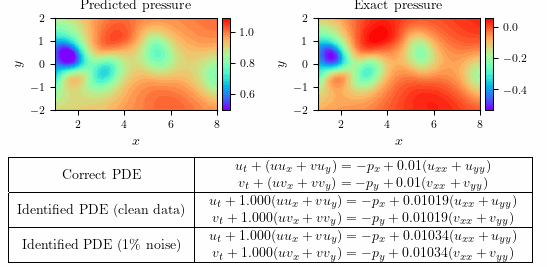 Predicted pressure
Exact pressure
2
1
0
−1
−2
y
2
4
6
8
x
1.0
0.8
0.6
2
1
0
−1
−2
y
2
4
6
8
x
0.0
−0.2
−0.4
Correct PDE
u_t + (uu_x + vu_y) = −p_x + 0.01(u_xx + u_yy)
v_t + (uv_x + vv_y) = −p_y + 0.01(v_xx + v_yy)
Identified PDE (clean data)
u_t + 1.000(uu_x + vu_y) = −p_x + 0.01019(u_xx + u_yy)
v_t + 1.000(uv_x + vv_y) = −p_y + 0.01019(v_xx + v_yy)
Identified PDE (1% noise)
u_t + 1.000(uu_x + vu_y) = −p_x + 0.01034(u_xx + u_yy)
v_t + 1.000(uv_x + vv_y) = −p_y + 0.01034(v_xx + v_yy)